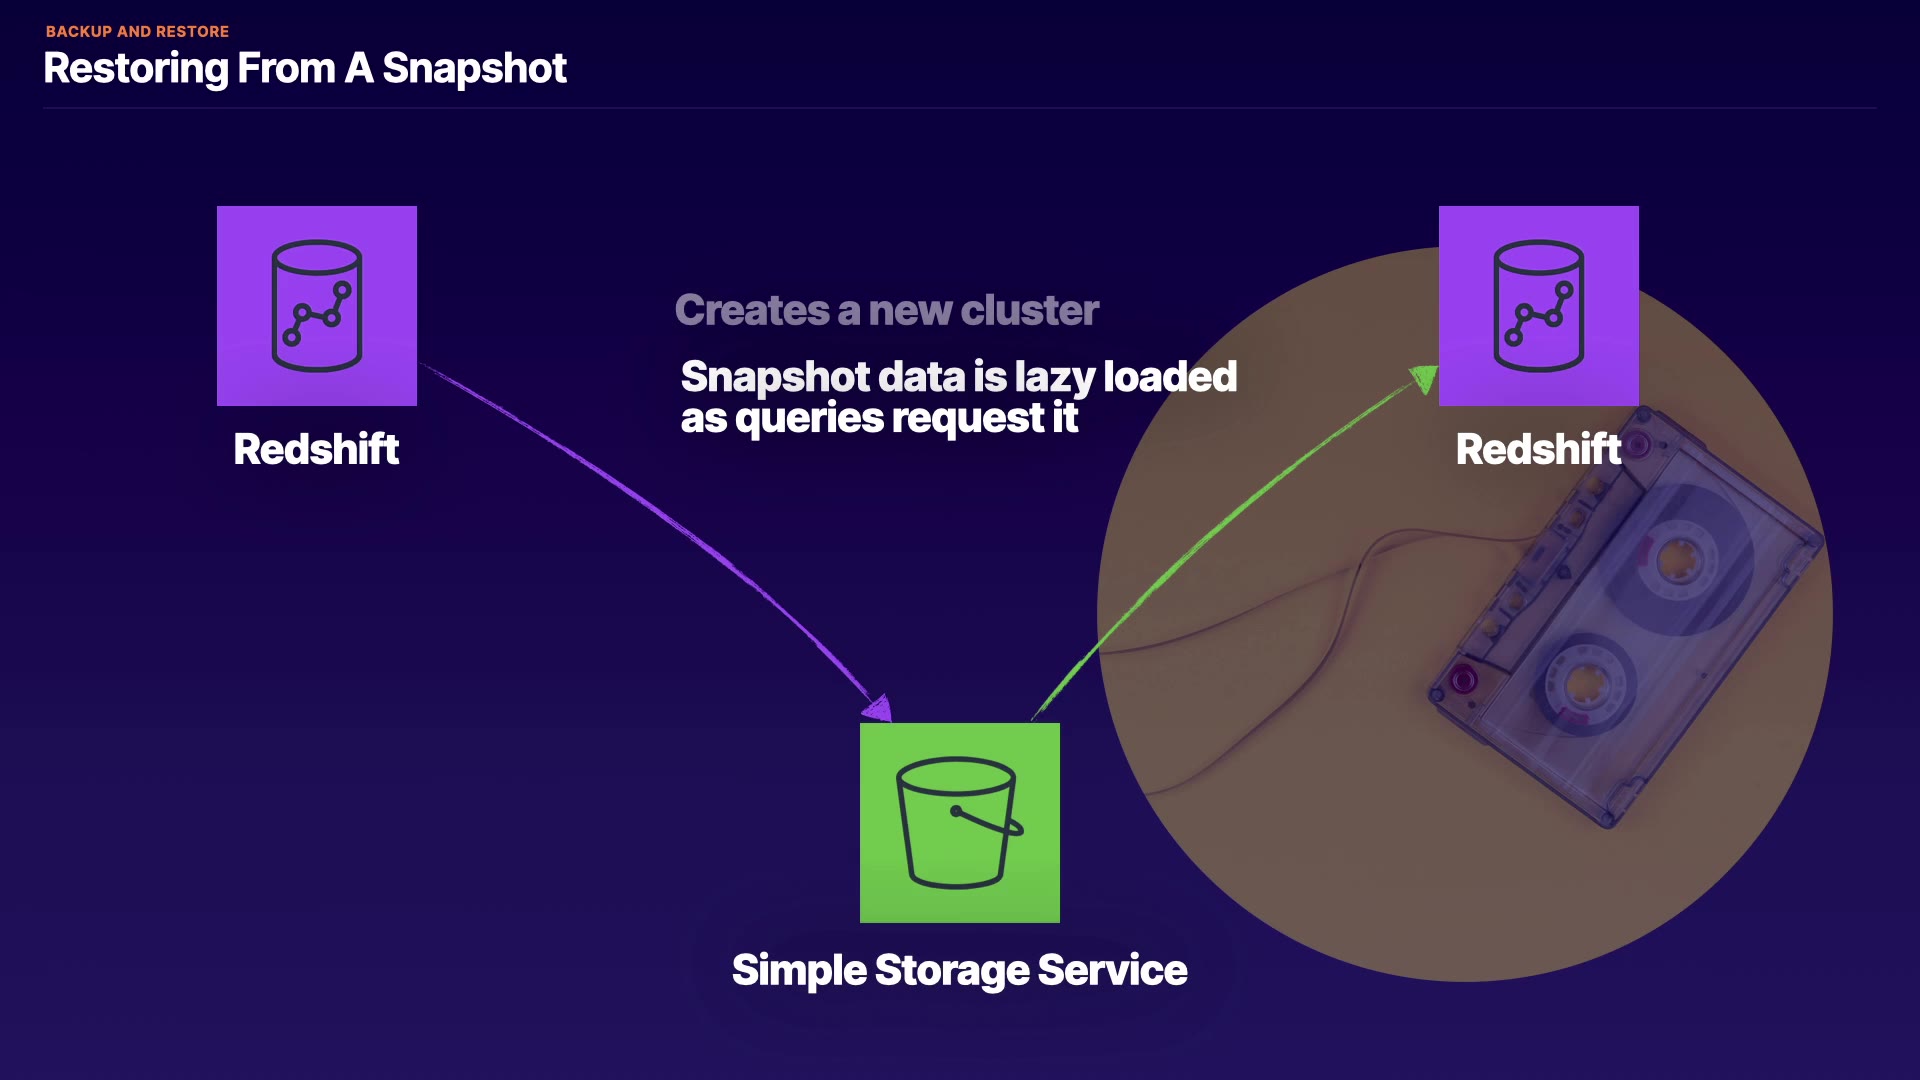 BACKUP AND RESTORE
Restoring From A Snapshot
Creates a new cluster
Snapshot data is lazy loaded
as queries request it
Redshift
Redshift
Simple Storage Service